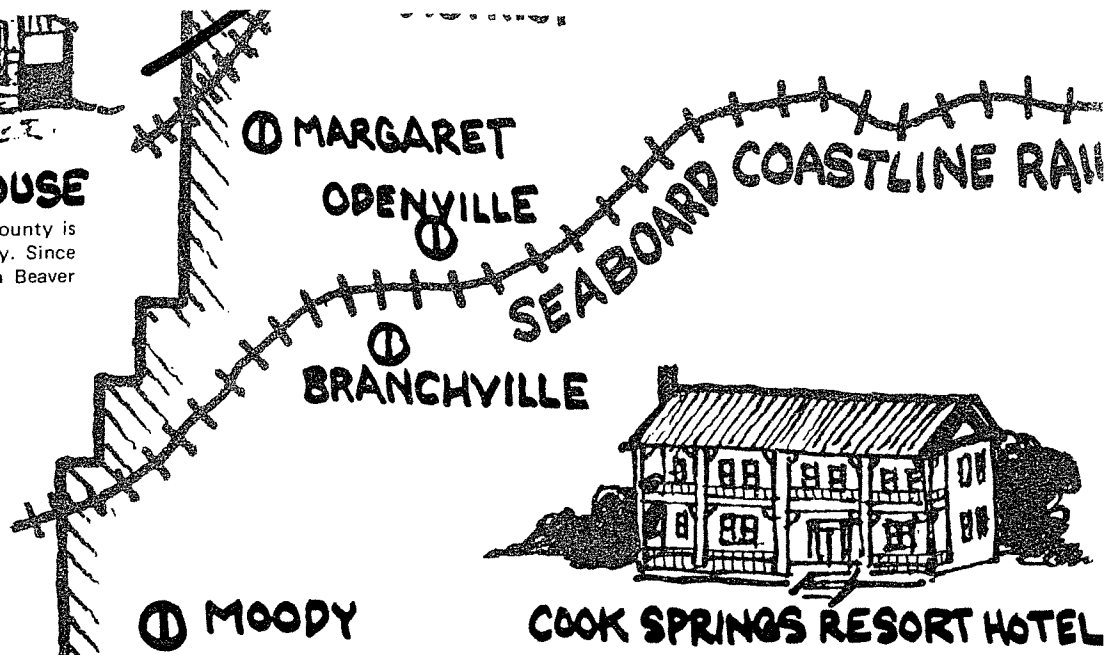 MARGARET
OUSE
ounty is
y. Since
Beaver
ODENVILLE
SEABOARD COASTLINE RAI
BRANCHVILLE
MOODY
COOK SPRINGS RESORT HOTEL